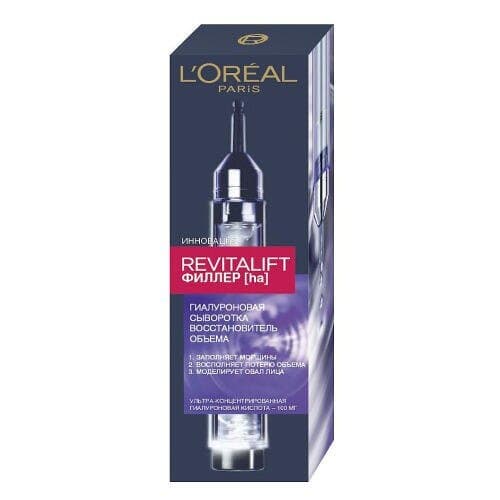 L'ORÉAL
PARIS
ИННОВАЦИЯ
REVITALIFT
ФИЛЛЕР [ha]
ГИАЛУРОНОВАЯ
СЫВОРОТКА
ВОССТАНОВИТЕЛЬ
ОБЪЕМА
1. ЗАПОЛНЯЕТ МОРЩИНЫ
2. ВОСПОЛНЯЕТ ПОТЕРЮ ОБЪЕМА
3. МОДЕЛИРУЕТ ОВАЛ ЛИЦА
УЛЬТРА-КОНЦЕНТРИРОВАННАЯ
ГИАЛУРОНОВАЯ КИСЛОТА – 100 МГ